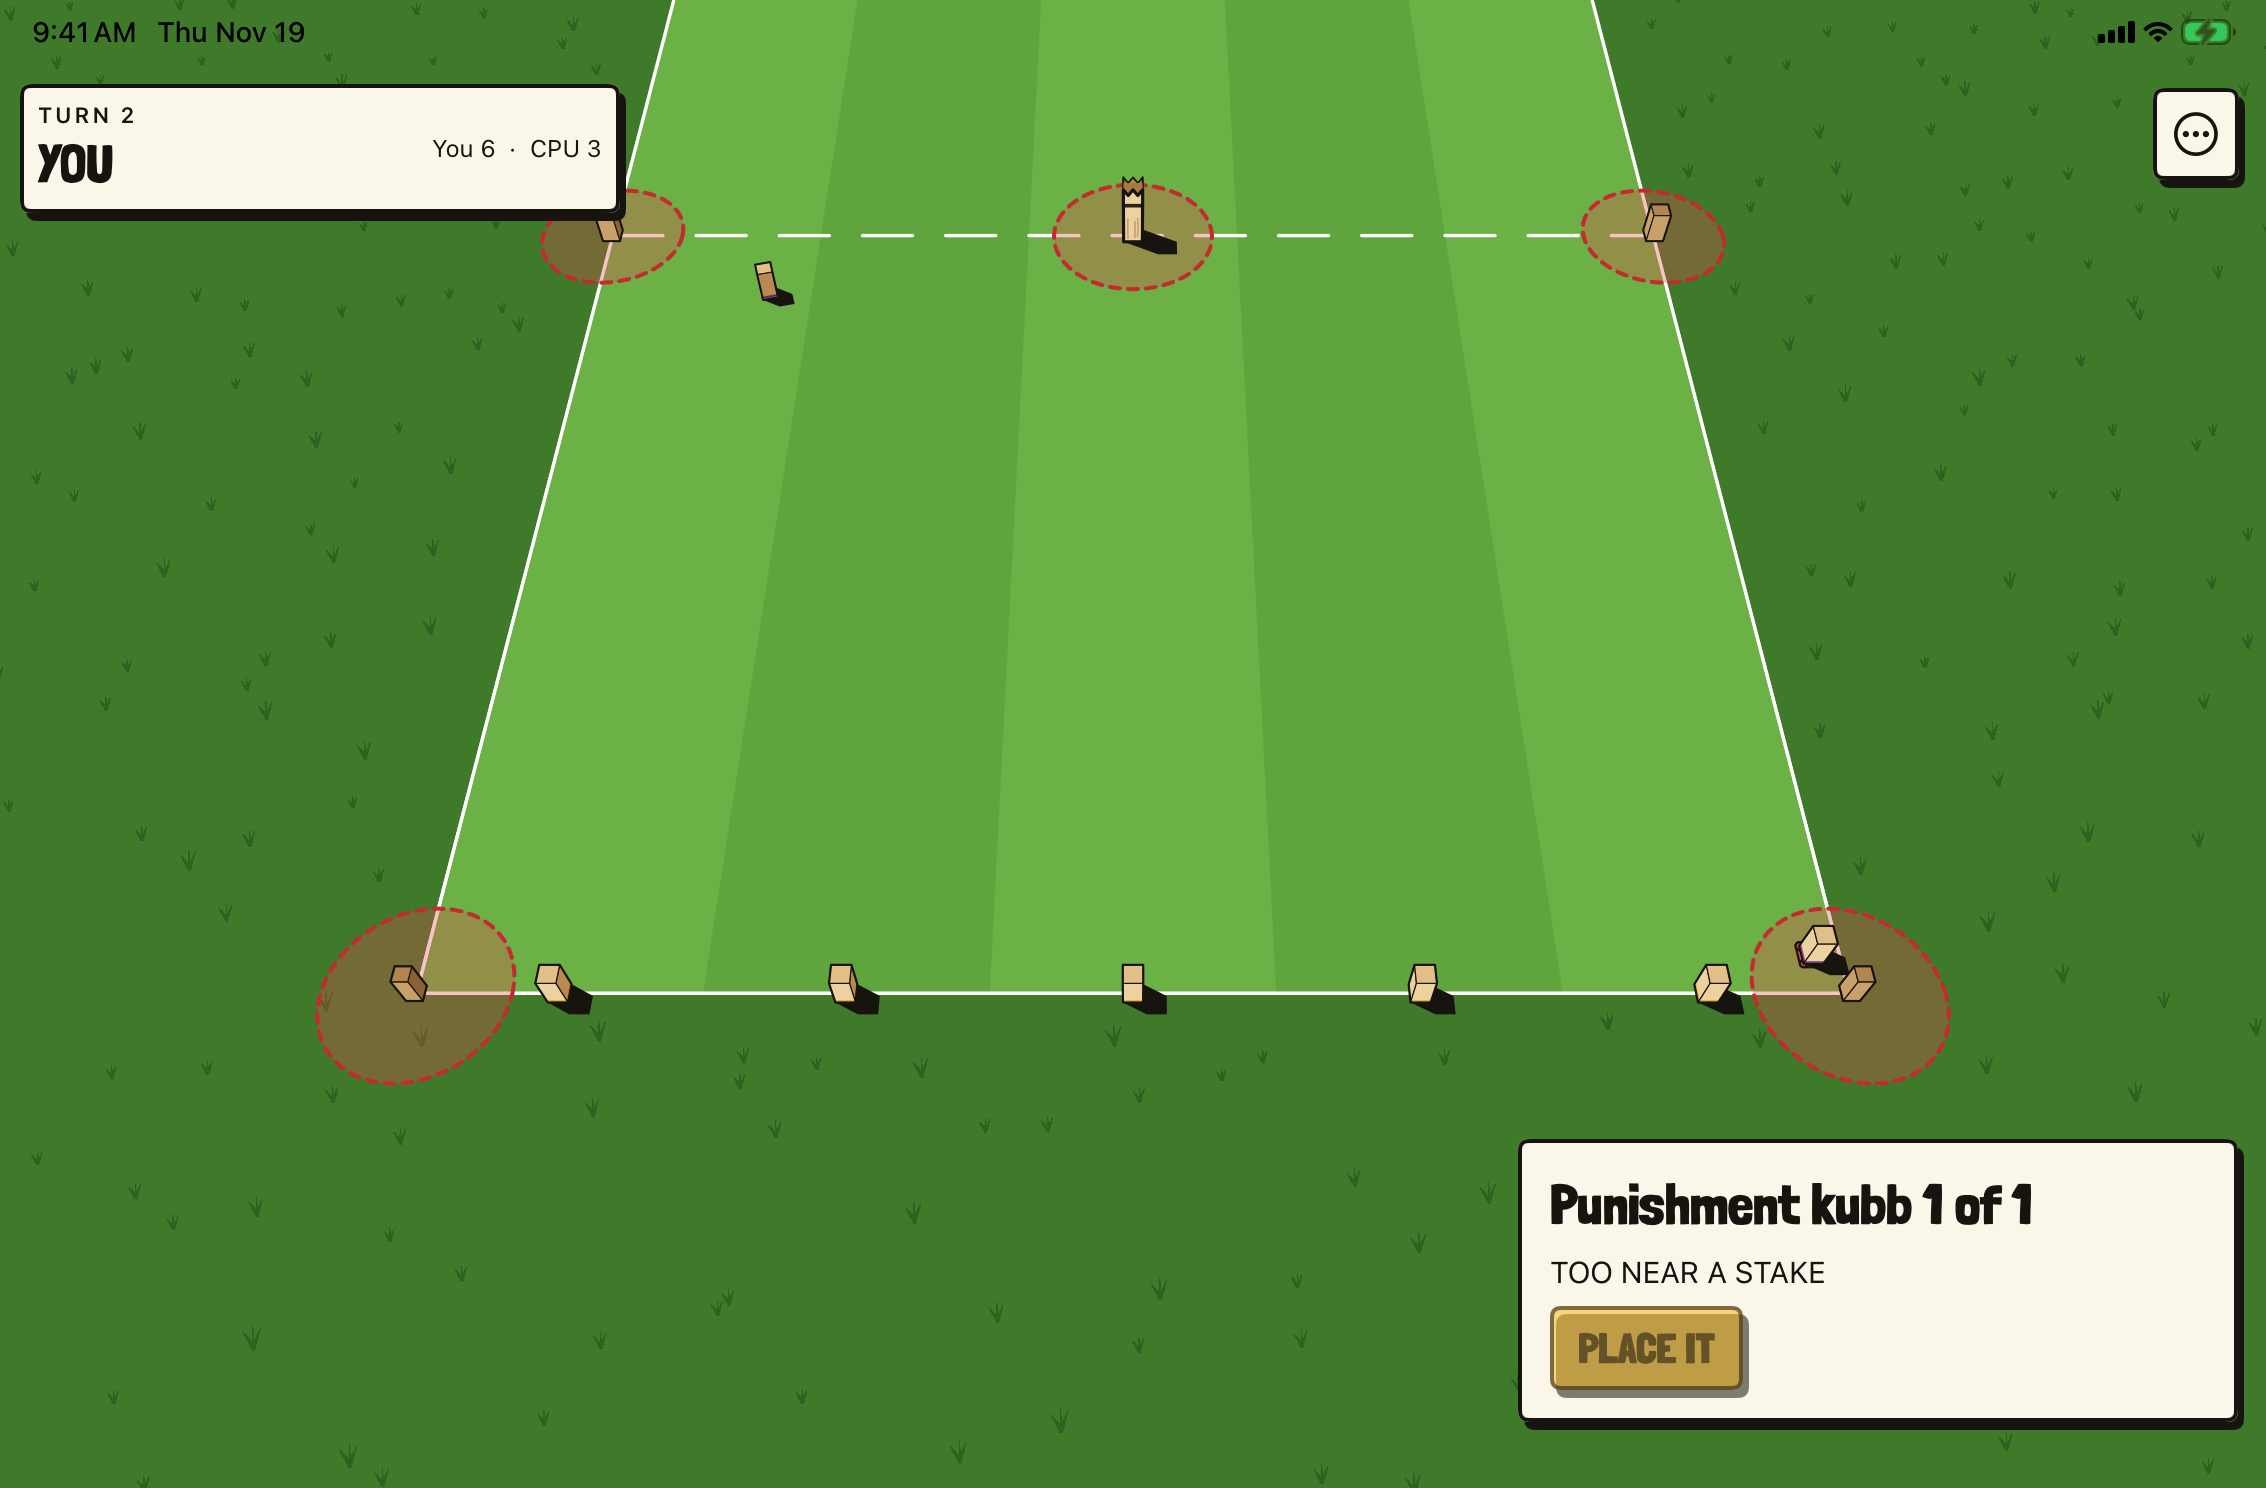 9:41 AM Thu Nov 19
TURN 2
YOU
You 6 · CPU 3
Punishment kubb 1 of 1
TOO NEAR A STAKE
PLACE IT